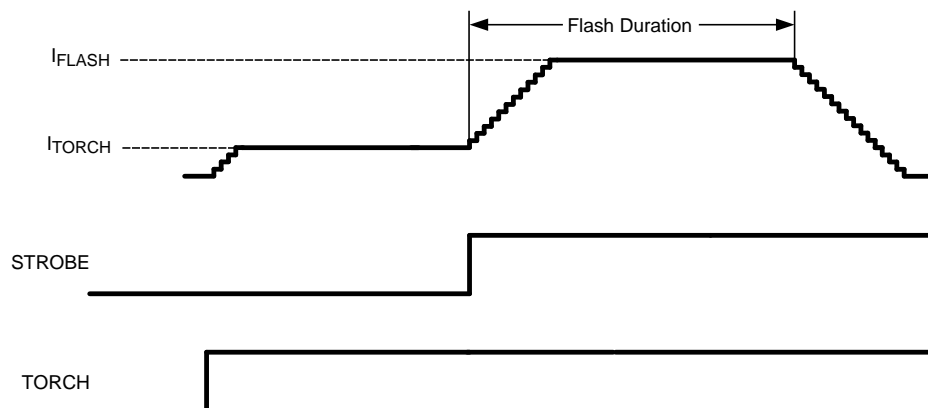 Flash Duration
IFLASH
ITORCH
STROBE
TORCH